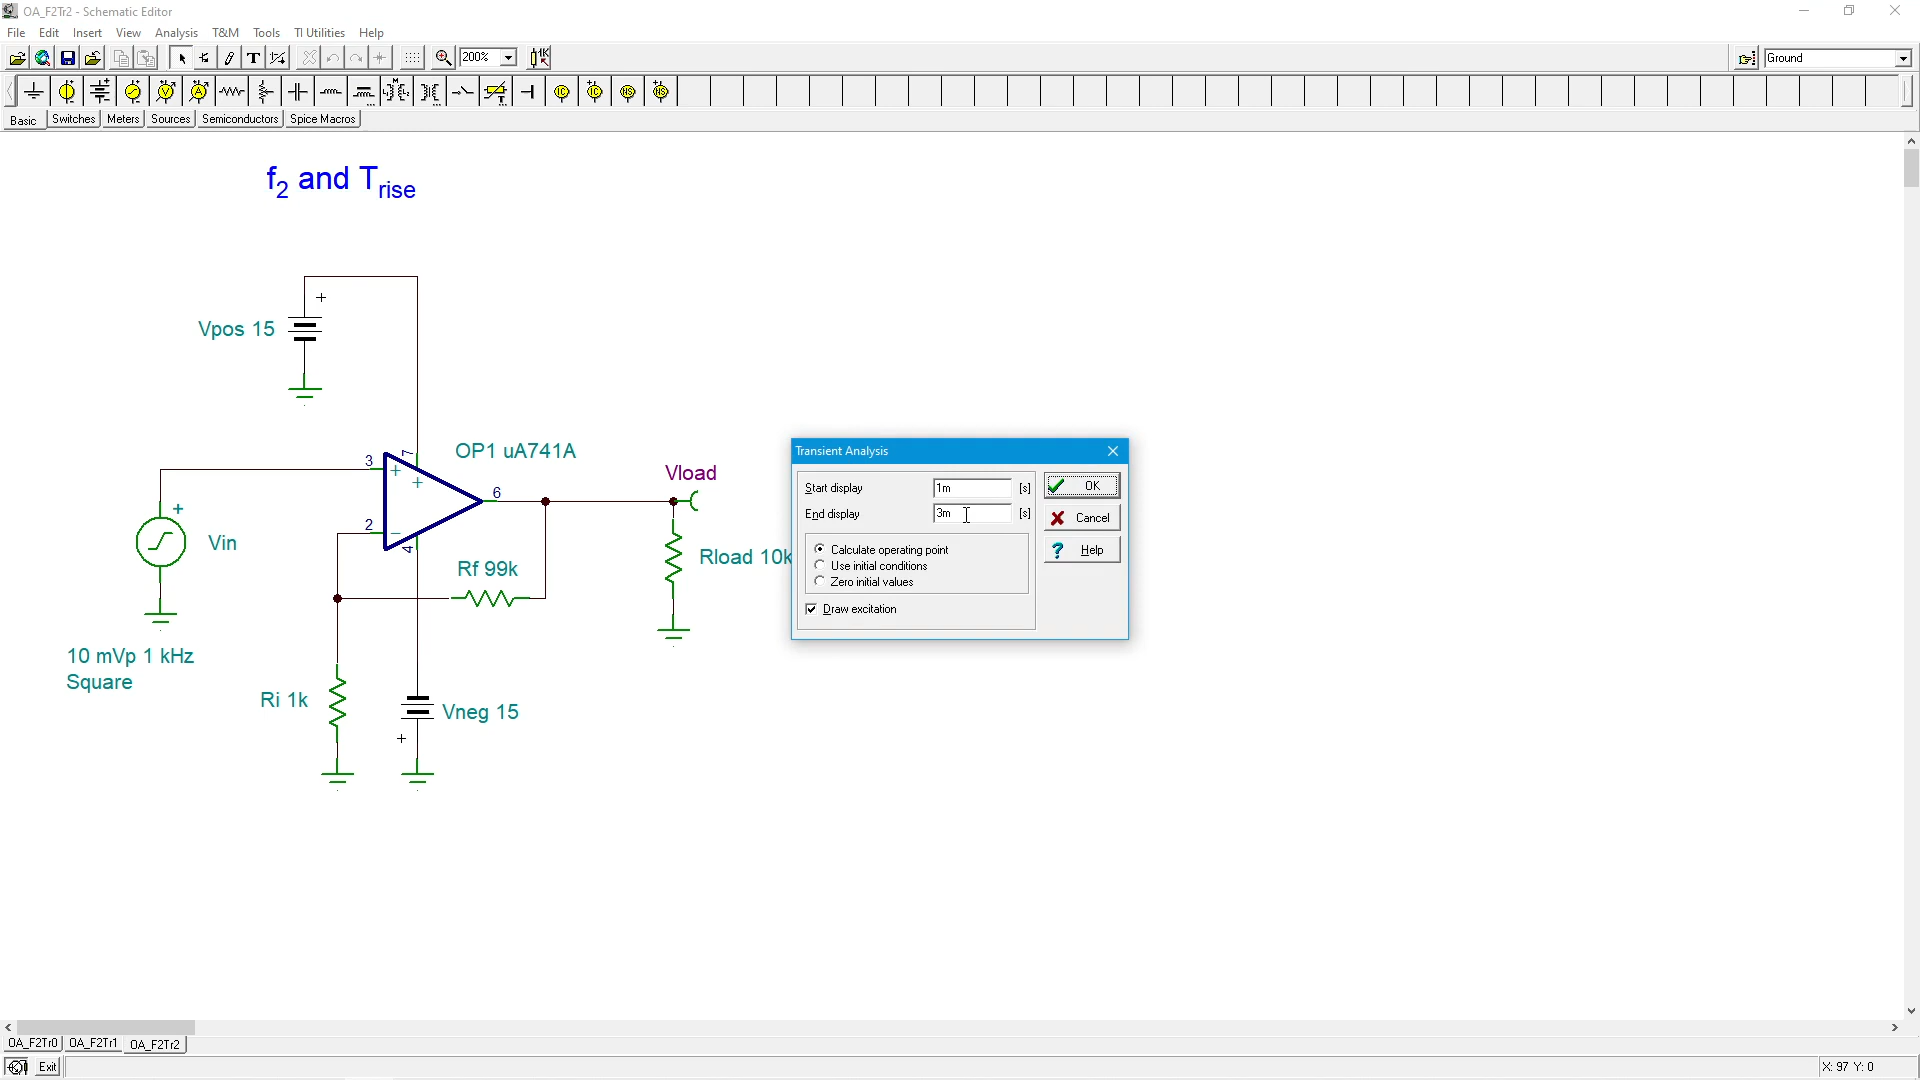 OA_F2Tr2 - Schematic Editor
File Edit Insert View Analysis T&M Tools TI Utilities Help
200%
1K
Ground
Basic Switches Meters Sources Semiconductors Spice Macros
f2 and Trise
+
Vpos 15
OP1 uA741A
3
7
+
+
6
2
4
Vload
+
Vin
Rf 99k
Rload 10k
10 mVp 1 kHz
Square
Ri 1k
Vneg 15
+
Transient Analysis
Start display 1m [s] OK
End display 3m [s] Cancel
Calculate operating point ? Help
Use initial conditions
Zero initial values
Draw excitation
OA_F2Tr0 OA_F2Tr1 OA_F2Tr2
Exit
X: 97 Y: 0